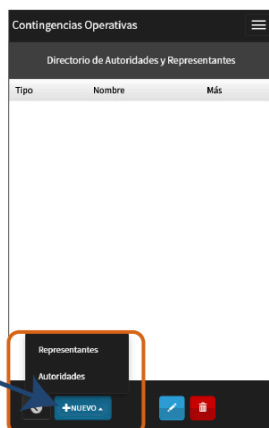 Contingencias Operativas
Directorio de Autoridades y Representantes
Tipo Nombre Más
Representantes
Autoridades
+NUEVO